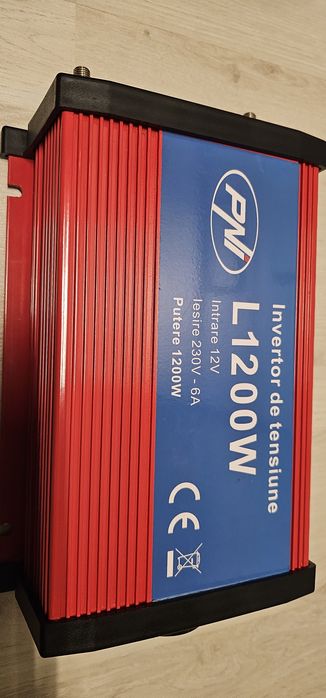 PNI
Invertor de tensiune
L1200W
Intrare 12V
Iesire 230V - 6A
Putere 1200W
CE